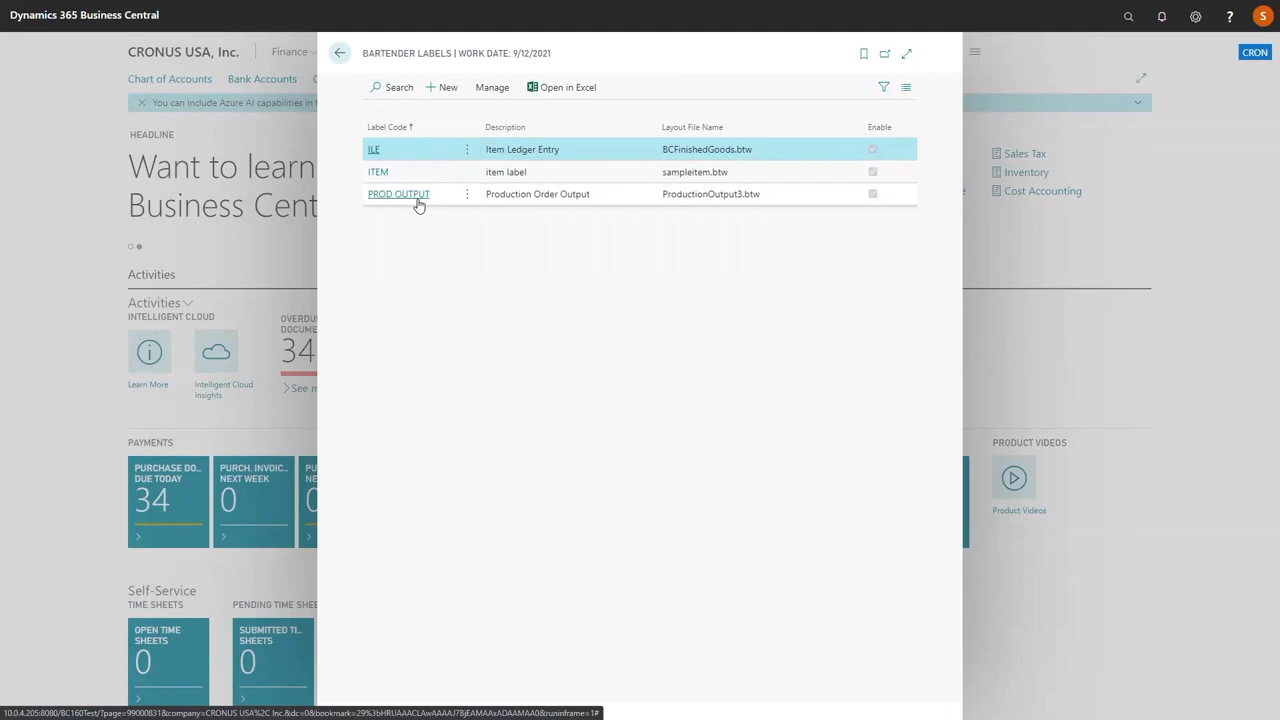 Dynamics 365 Business Central
S
CRONUS USA, Inc.
Finance
CRON
BARTENDER LABELS | WORK DATE: 9/12/2021
Chart of Accounts
Bank Accounts
You can include Azure AI capabilities in
Search
New
Manage
Open in Excel
Label Code ↑
Description
Layout File Name
Enable
ILE
Item Ledger Entry
BCFinishedGoods.btw
ITEM
item label
sampleitem.btw
PROD OUTPUT
Production Order Output
ProductionOutput3.btw
HEADLINE
Want to learn
Business Cent
Sales Tax
Inventory
Cost Accounting
Activities
Activities
INTELLIGENT CLOUD
OVERDU
DOCUME
34
Learn More
Intelligent Cloud
Insights
See m
PAYMENTS
PURCHASE DO...
DUE TODAY
34
PURCH. INVOIC...
NEXT WEEK
0
PU
NE
PRODUCT VIDEOS
Product Videos
Self-Service
TIME SHEETS
PENDING TIME SHEE
OPEN TIME
SHEETS
0
SUBMITTED TI...
SHEETS
0